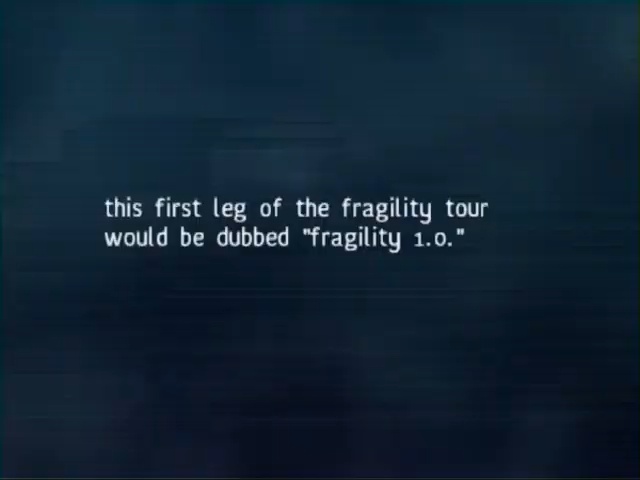 this first leg of the fragility tour
would be dubbed "fragility 1.0."